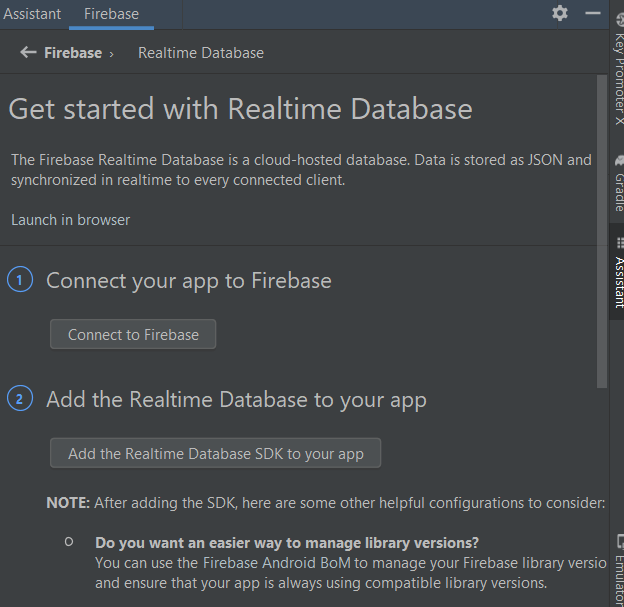 Assistant
Firebase
Firebase ›
Realtime Database
Get started with Realtime Database
The Firebase Realtime Database is a cloud-hosted database. Data is stored as JSON and
synchronized in realtime to every connected client.
Launch in browser
1 Connect your app to Firebase
Connect to Firebase
2 Add the Realtime Database to your app
Add the Realtime Database SDK to your app
NOTE: After adding the SDK, here are some other helpful configurations to consider:
Do you want an easier way to manage library versions?
You can use the Firebase Android BoM to manage your Firebase library versio
and ensure that your app is always using compatible library versions.
Key Promoter X
Gradle
Assistant
Emulator